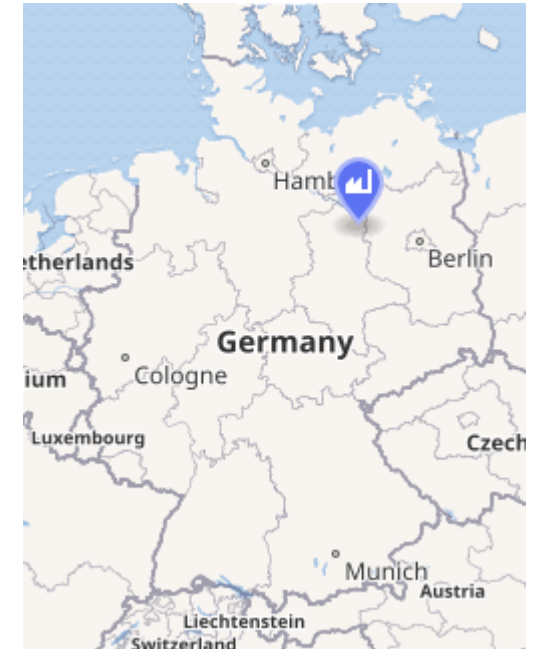 Hamb
Berlin
etherlands
Germany
Cologne
ium
Luxembourg
Czech
Munich
Austria
Liechtenstein
Switzerland